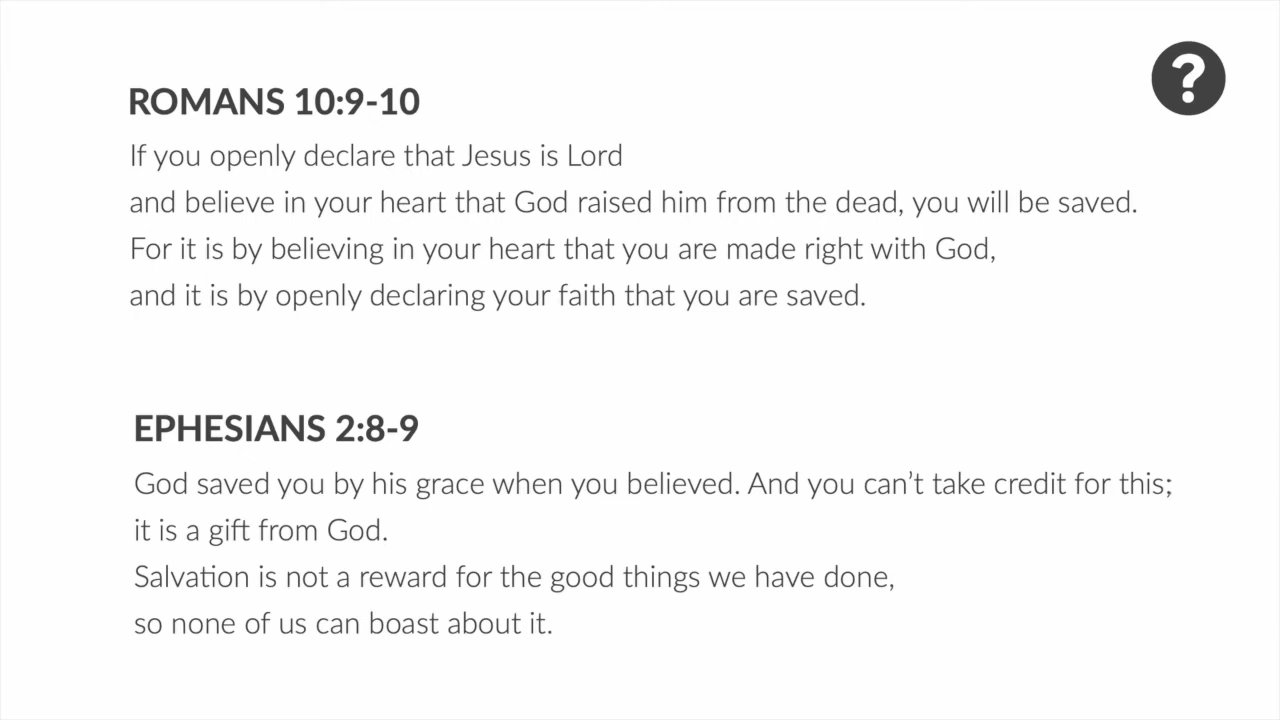 ROMANS 10:9-10
If you openly declare that Jesus is Lord
and believe in your heart that God raised him from the dead, you will be saved.
For it is by believing in your heart that you are made right with God,
and it is by openly declaring your faith that you are saved.
EPHESIANS 2:8-9
God saved you by his grace when you believed. And you can’t take credit for this;
it is a gift from God.
Salvation is not a reward for the good things we have done,
so none of us can boast about it.
?